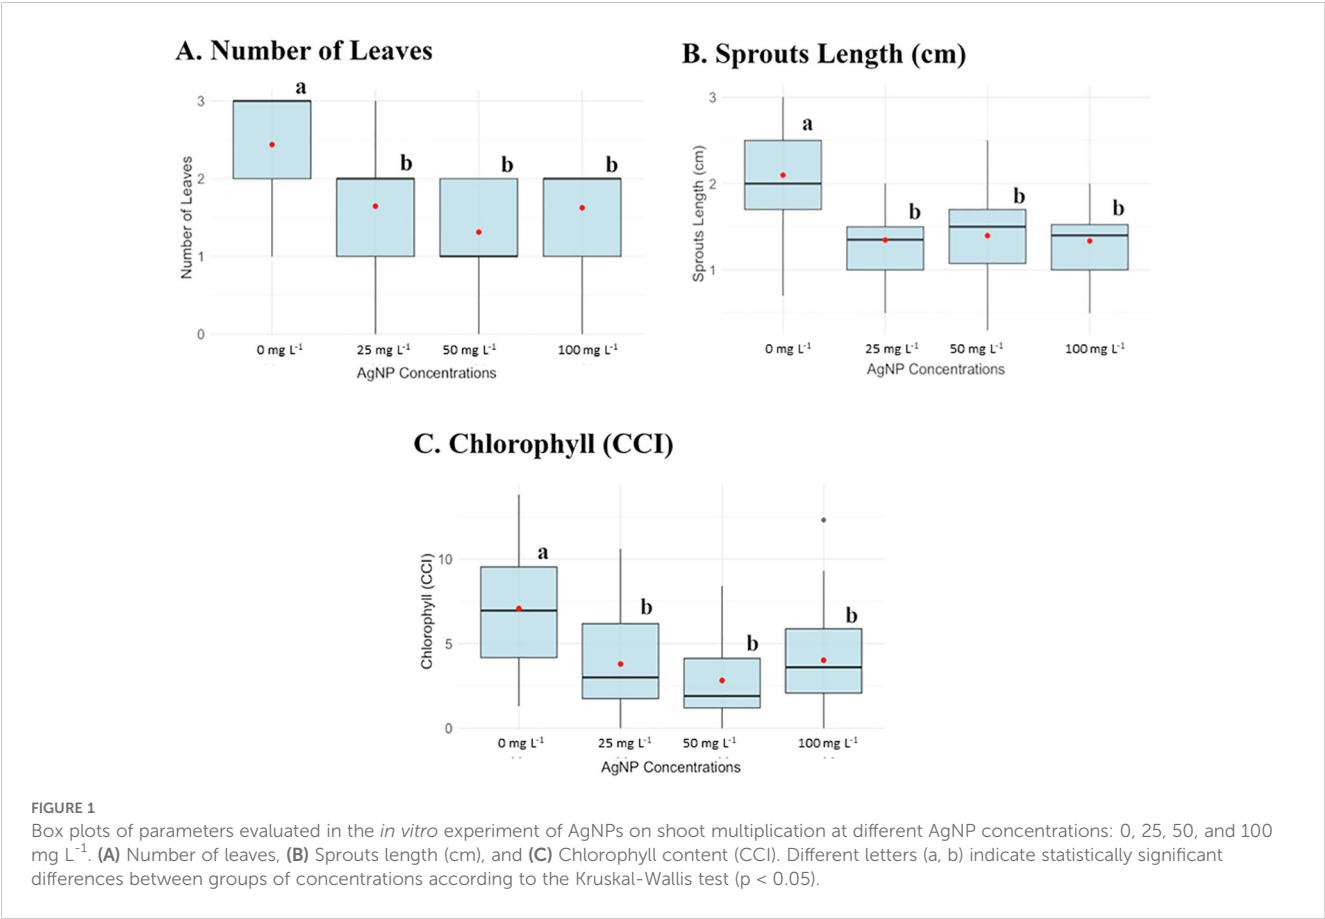 A. Number of Leaves
a
3
b
b
b
2
1
0
Number of Leaves
0 mg L-1
25 mg L-1
50 mg L-1
100 mg L-1
AgNP Concentrations
B. Sprouts Length (cm)
3
a
2
b
b
b
1
Sprouts Length (cm)
0 mg L-1
25 mg L-1
50 mg L-1
100 mg L-1
AgNP Concentrations
C. Chlorophyll (CCI)
10
a
b
b
b
5
0
Chlorophyll (CCI)
0 mg L-1
25 mg L-1
50 mg L-1
100 mg L-1
AgNP Concentrations
FIGURE 1
Box plots of parameters evaluated in the in vitro experiment of AgNPs on shoot multiplication at different AgNP concentrations: 0, 25, 50, and 100
mg L-1. (A) Number of leaves, (B) Sprouts length (cm), and (C) Chlorophyll content (CCI). Different letters (a, b) indicate statistically significant
differences between groups of concentrations according to the Kruskal-Wallis test (p < 0.05).